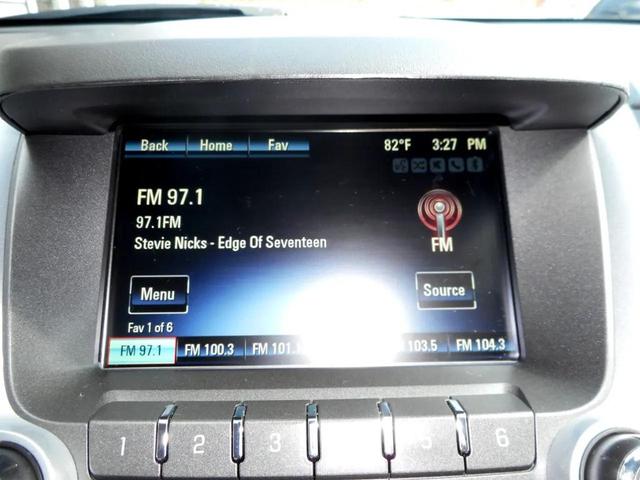 Back Home Fav 82°F 3:27 PM
FM 97.1
97.1FM
Stevie Nicks - Edge Of Seventeen
FM
Menu Source
Fav 1 of 6
FM 97.1 FM 100.3 FM 101.1 103.5 FM 104.3
1 2 3 5 6